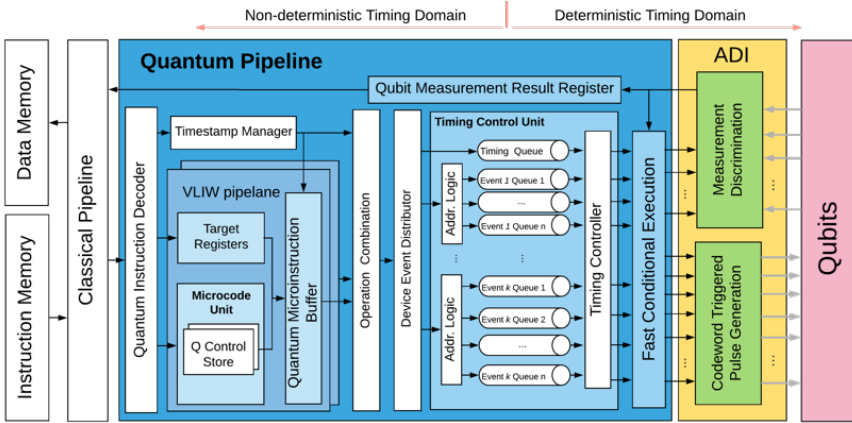 Non-deterministic Timing Domain
Deterministic Timing Domain
Data Memory
Instruction Memory
Classical Pipeline
Quantum Pipeline
Qubit Measurement Result Register
Quantum Instruction Decoder
Timestamp Manager
VLIW pipelane
Target
Registers
Microcode
Unit
Q Control
Store
Quantum Microinstruction
Buffer
Operation Combination
Device Event Distributor
Timing Control Unit
Timing Queue
Addr. Logic
Event 1 Queue 1
...
Event 1 Queue n
...
...
Addr. Logic
Event k Queue 1
Event k Queue 2
...
Event k Queue n
Timing Controller
Fast Conditional Execution
ADI
...
Measurement
Discrimination
...
...
Codeword Triggered
Pulse Generation
...
Qubits